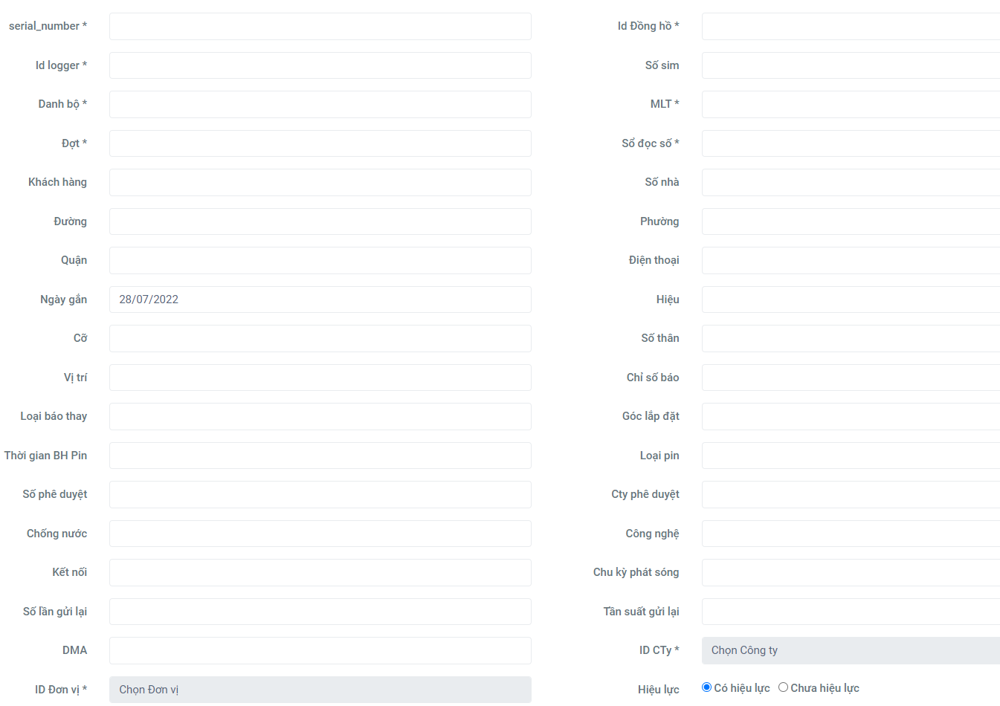 serial_number *
Id Đồng hồ *
Id logger *
Số sim
Danh bộ *
MLT *
Đợt *
Sổ đọc số *
Khách hàng
Số nhà
Đường
Phường
Quận
Điện thoại
Ngày gắn 28/07/2022
Hiệu
Cỡ
Số thân
Vị trí
Chỉ số báo
Loại báo thay
Góc lắp đặt
Thời gian BH Pin
Loại pin
Số phê duyệt
Cty phê duyệt
Chống nước
Công nghệ
Kết nối
Chu kỳ phát sóng
Số lần gửi lại
Tần suất gửi lại
DMA
ID CTy * Chọn Công ty
ID Đơn vị * Chọn Đơn vị
Hiệu lực Có hiệu lực Chưa hiệu lực